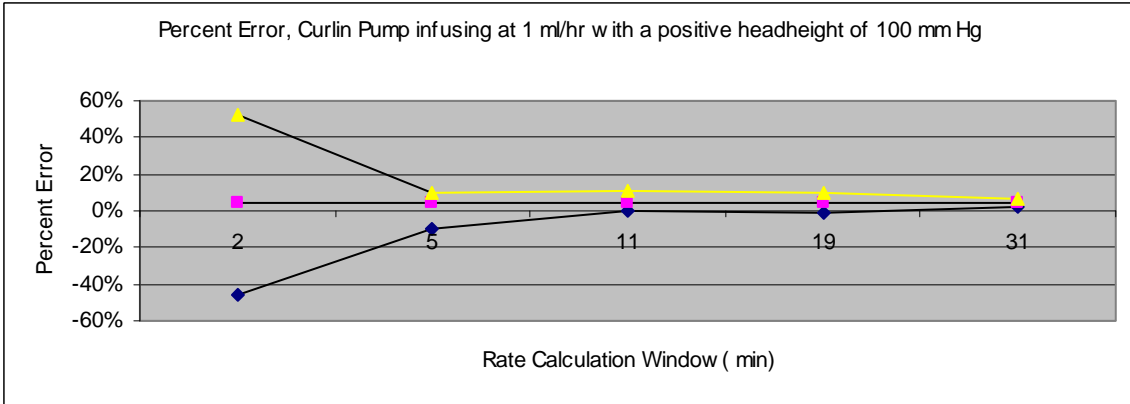 Percent Error, Curlin Pump infusing at 1 ml/hr with a positive headheight of 100 mm Hg
60%
40%
20%
0%
-20%
-40%
-60%
Percent Error
2 5 11 19 31
Rate Calculation Window ( min)